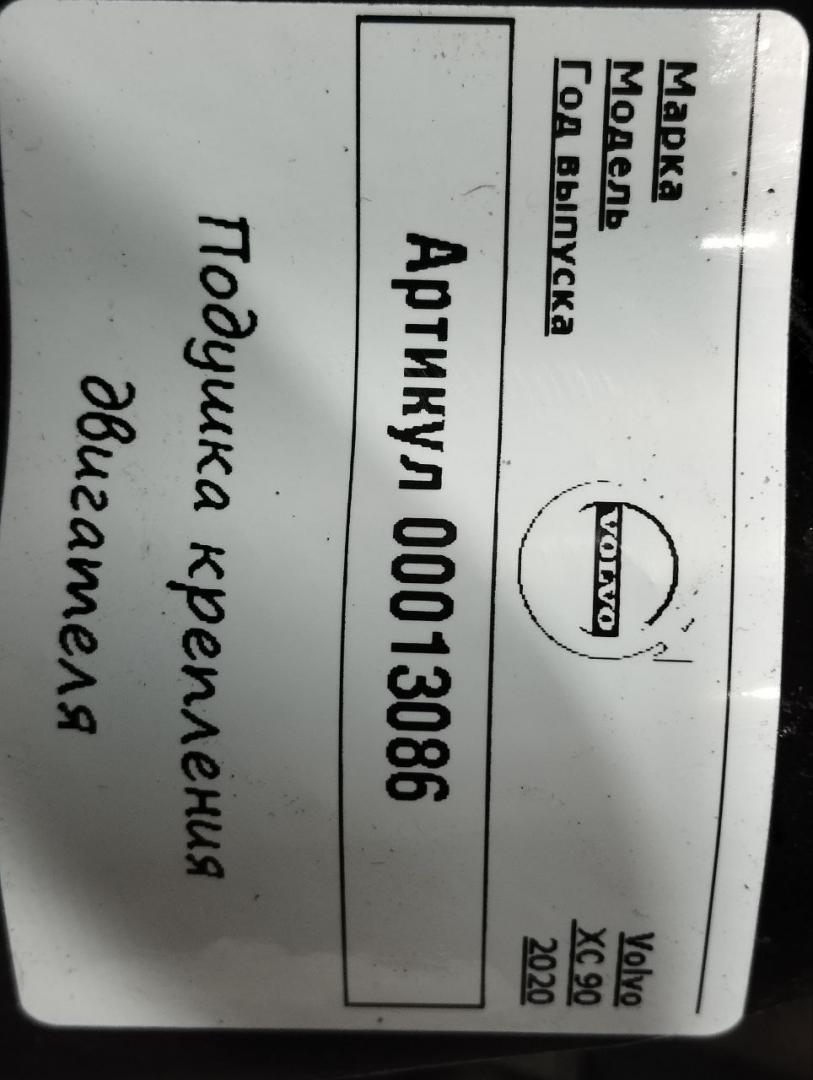 Марка Volvo
Модель XC 90
Год выпуска 2020
VOLVO
Артикул 00013086
Подушка крепления
двигателя